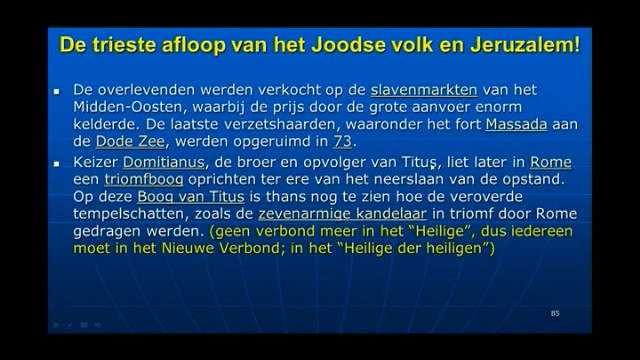 De trieste afloop van het Joodse volk en Jeruzalem!
De overlevenden werden verkocht op de slavenmarkten van het
Midden-Oosten, waarbij de prijs door de grote aanvoer enorm
kelderde. De laatste verzetshaarden, waaronder het fort Massada aan
de Dode Zee, werden opgeruimd in 73.
Keizer Domitianus, de broer en opvolger van Titus, liet later in Rome
een triomfboog oprichten ter ere van het neerslaan van de opstand.
Op deze Boog van Titus is thans nog te zien hoe de veroverde
tempelschatten, zoals de zevenarmige kandelaar in triomf door Rome
gedragen werden. (geen verbond meer in het “Heilige”, dus iedereen
moet in het Nieuwe Verbond; in het “Heilige der heiligen”)
85